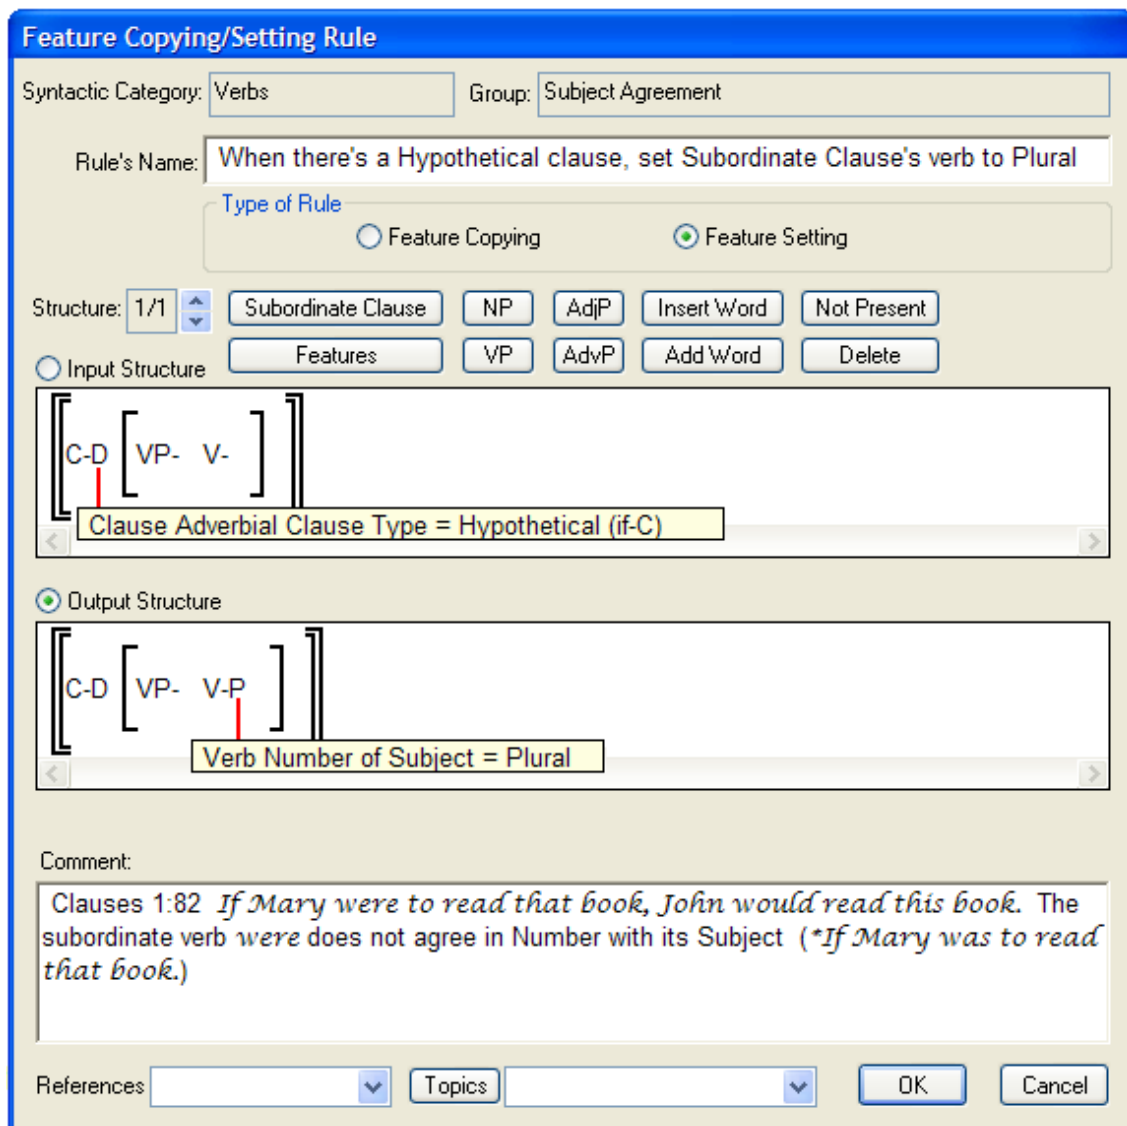 Feature Copying/Setting Rule
Syntactic Category: Verbs Group: Subject Agreement
Rule's Name: When there's a Hypothetical clause, set Subordinate Clause's verb to Plural
Type of Rule
Feature Copying Feature Setting
Structure: 1/1 Subordinate Clause NP AdjP Insert Word Not Present
Features VP AdvP Add Word Delete
Input Structure
C-D VP- V-
Clause Adverbial Clause Type = Hypothetical (if-C)
Output Structure
C-D VP- V-P
Verb Number of Subject = Plural
Comment:
Clauses 1:82 If Mary were to read that book, John would read this book. The
subordinate verb were does not agree in Number with its Subject (*If Mary was to read
that book.)
References Topics OK Cancel